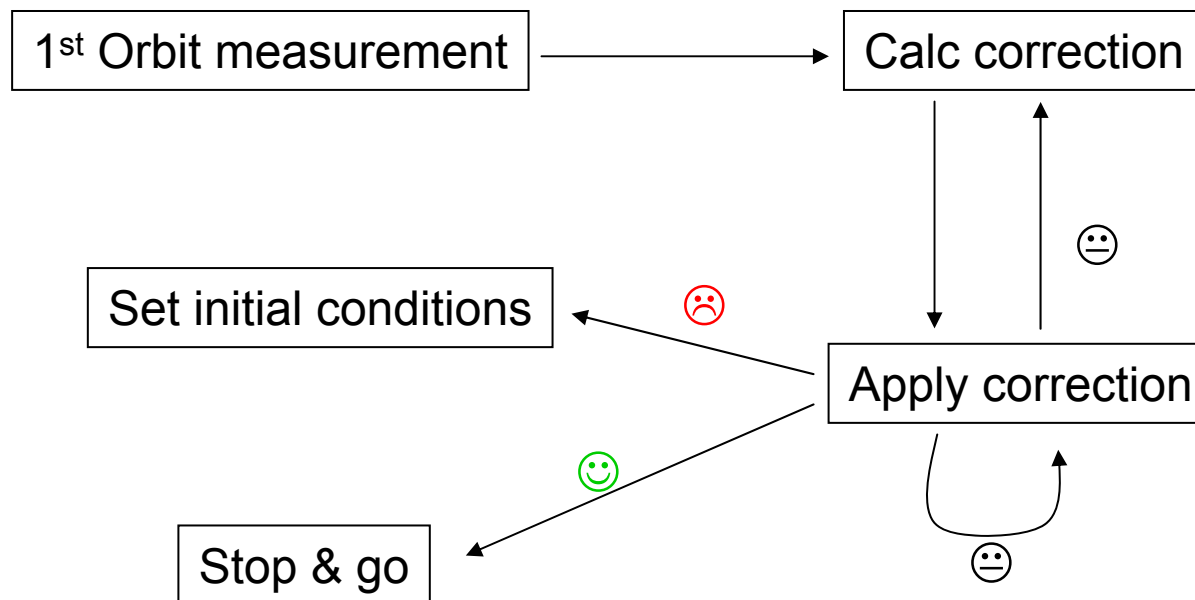 1st Orbit measurement
Calc correction
Set initial conditions
Apply correction
Stop & go